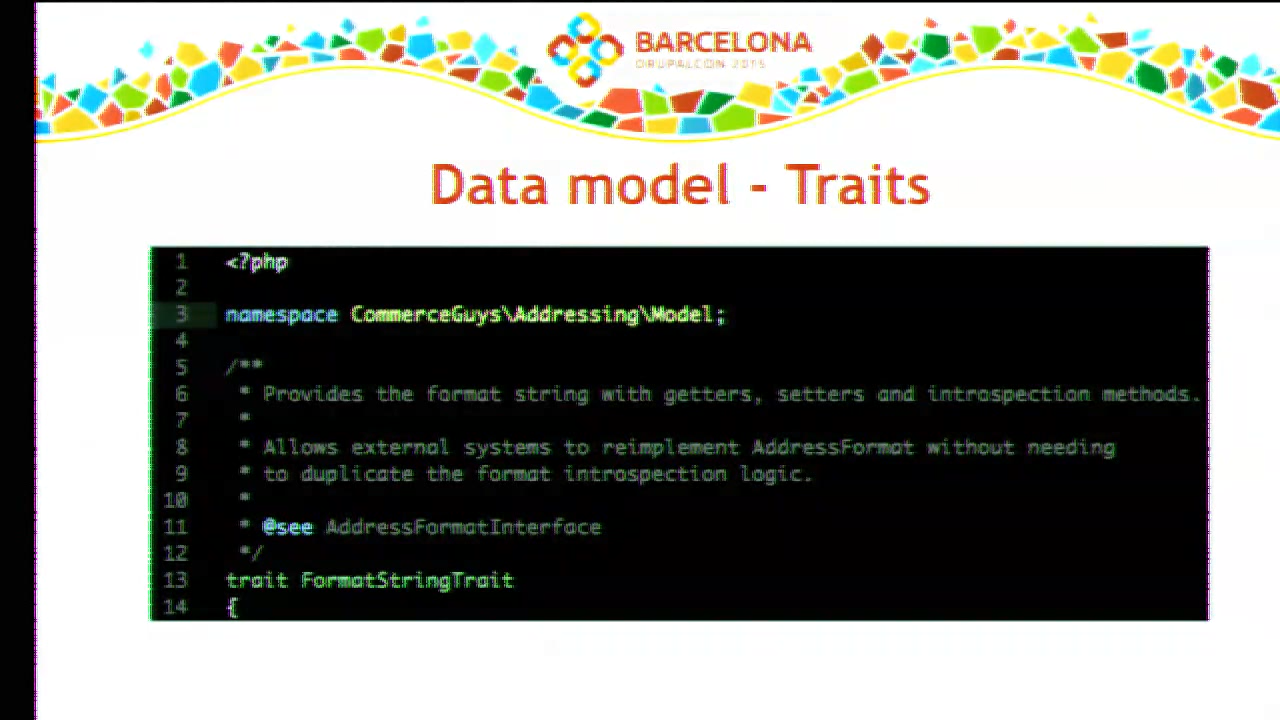 BARCELONA
DRUPALCON 2015
Data model - Traits
1 <?php
2
3 namespace CommerceGuys\Addressing\Model;
4
5 /**
6 * Provides the format string with getters, setters and introspection methods.
7 *
8 * Allows external systems to reimplement AddressFormat without needing
9 * to duplicate the format introspection logic.
10 *
11 * @see AddressFormatInterface
12 */
13 trait FormatStringTrait
14 {